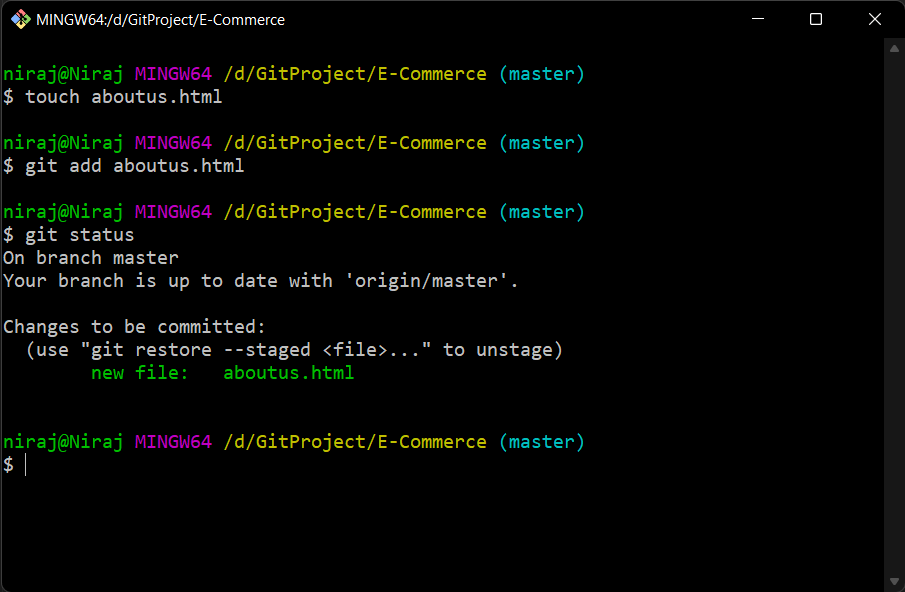 MINGW64:/d/GitProject/E-Commerce
niraj@Niraj MINGW64 /d/GitProject/E-Commerce (master)
$ touch aboutus.html
niraj@Niraj MINGW64 /d/GitProject/E-Commerce (master)
$ git add aboutus.html
niraj@Niraj MINGW64 /d/GitProject/E-Commerce (master)
$ git status
On branch master
Your branch is up to date with 'origin/master'.
Changes to be committed:
  (use "git restore --staged <file>..." to unstage)
        new file:   aboutus.html
niraj@Niraj MINGW64 /d/GitProject/E-Commerce (master)
$